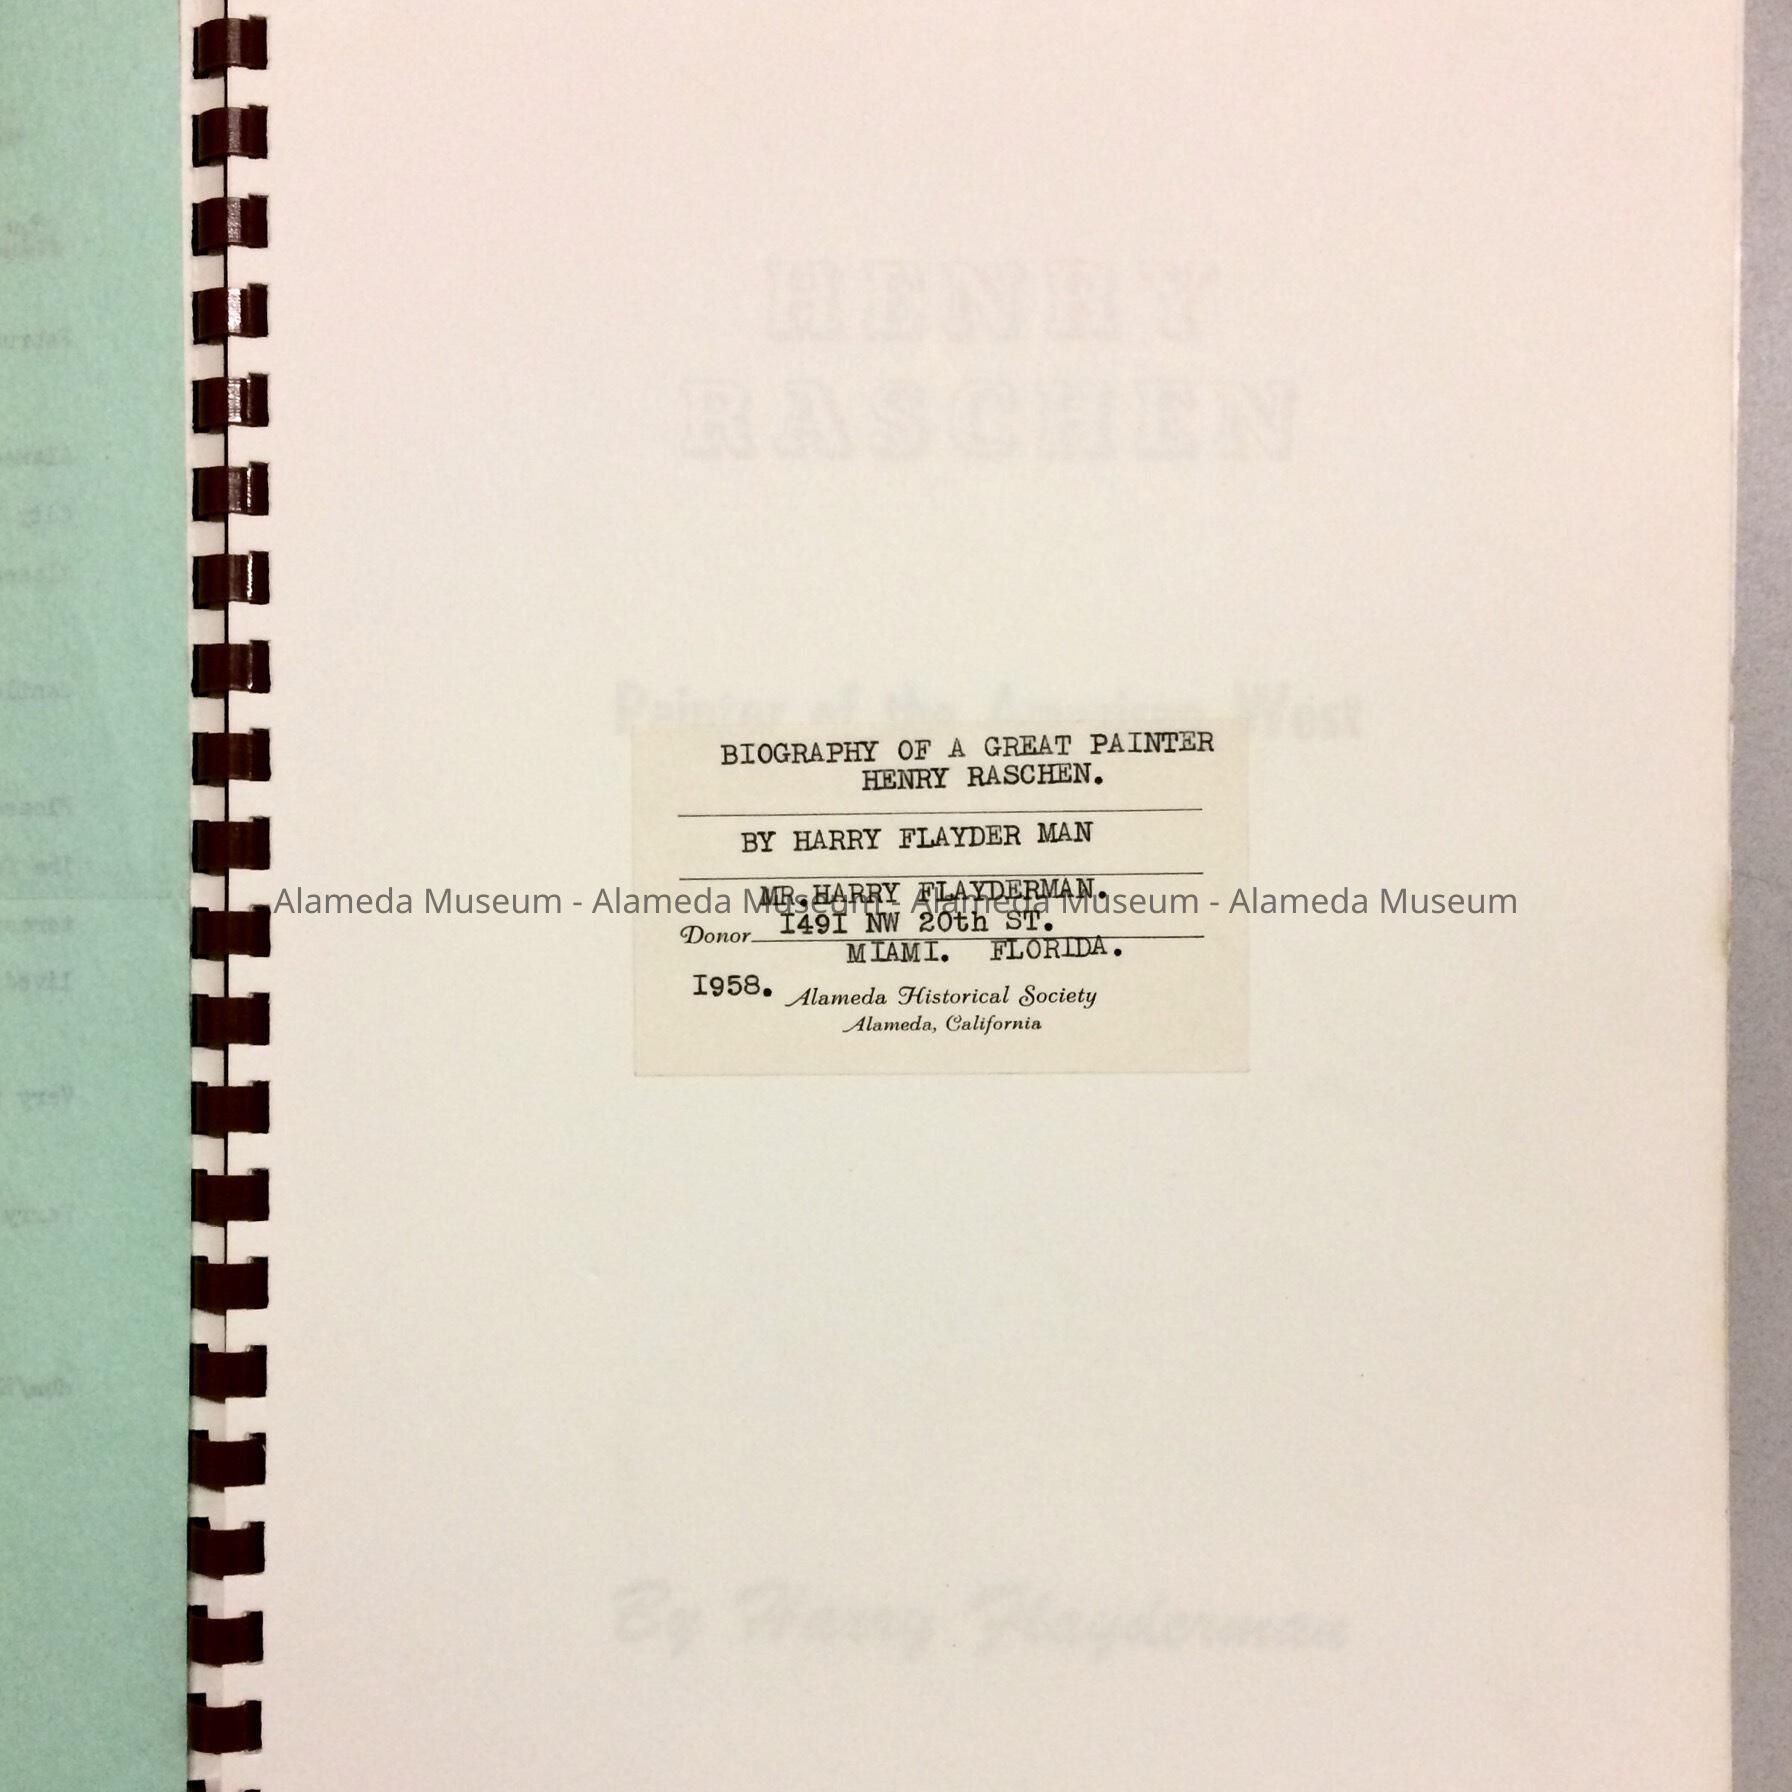 HENRY
RASCHEN
Painter of the American West
BIOGRAPHY OF A GREAT PAINTER
HENRY RASCHEN.
BY HARRY FLAYDER MAN
MR.HARRY FLAYDERMAN.
Alameda Museum - Alameda Museum - Alameda Museum - Alameda Museum
I49I NW 20th ST.
Donor
MIAMI. FLORIDA.
I958.
Alameda Historical Society
Alameda, California
By Harry Flayderman